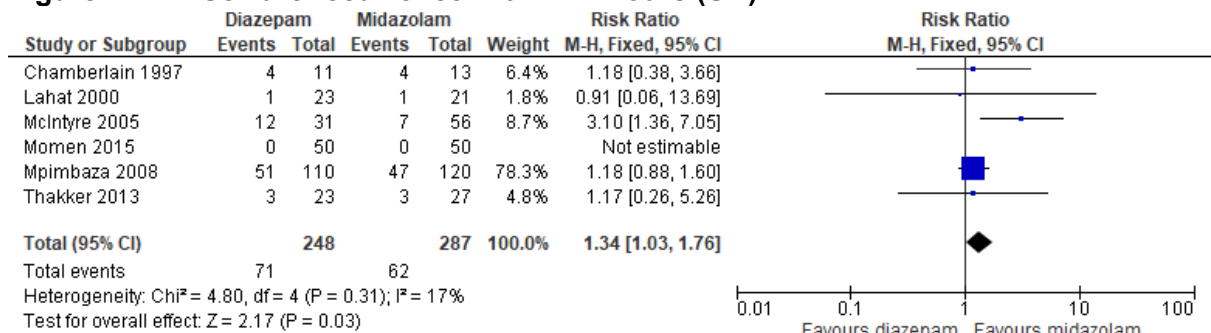 Diazepam Midazolam Risk Ratio Risk Ratio
Study or Subgroup Events Total Events Total Weight M-H, Fixed, 95% CI M-H, Fixed, 95% CI
Chamberlain 1997 4 11 4 13 6.4% 1.18 [0.38, 3.66]
Lahat 2000 1 23 1 21 1.8% 0.91 [0.06, 13.69]
McIntyre 2005 12 31 7 56 8.7% 3.10 [1.36, 7.05]
Momen 2015 0 50 0 50 Not estimable
Mpimbaza 2008 51 110 47 120 78.3% 1.18 [0.88, 1.60]
Thakker 2013 3 23 3 27 4.8% 1.17 [0.26, 5.26]
Total (95% CI) 248 287 100.0% 1.34 [1.03, 1.76]
Total events 71 62
Heterogeneity: Chi² = 4.80, df = 4 (P = 0.31); I² = 17%
Test for overall effect: Z = 2.17 (P = 0.03)
0.01 0.1 1 10 100
Favours diazepam Favours midazolam